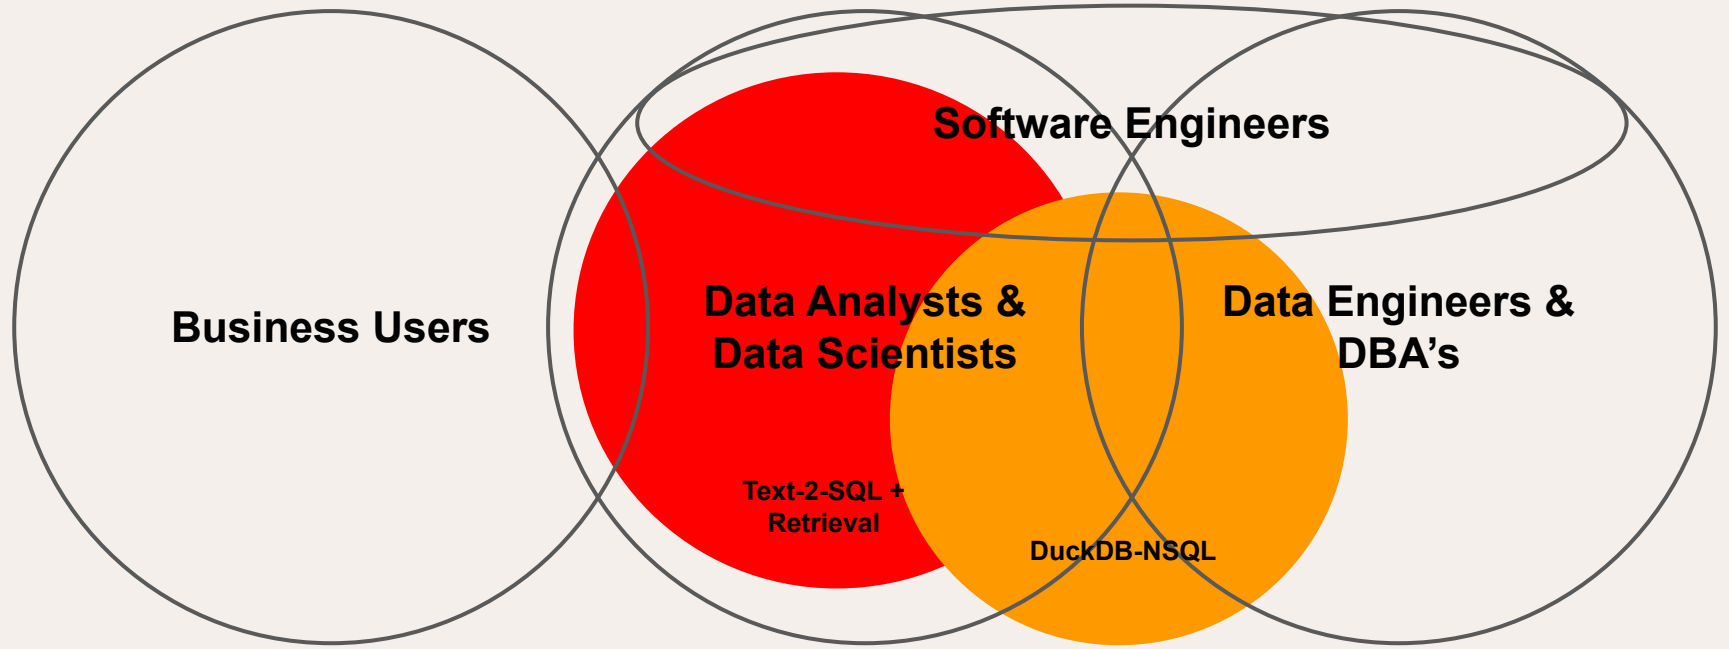 Software Engineers
Business Users
Data Analysts &
Data Scientists
Data Engineers &
DBA’s
Text-2-SQL +
Retrieval
DuckDB-NSQL